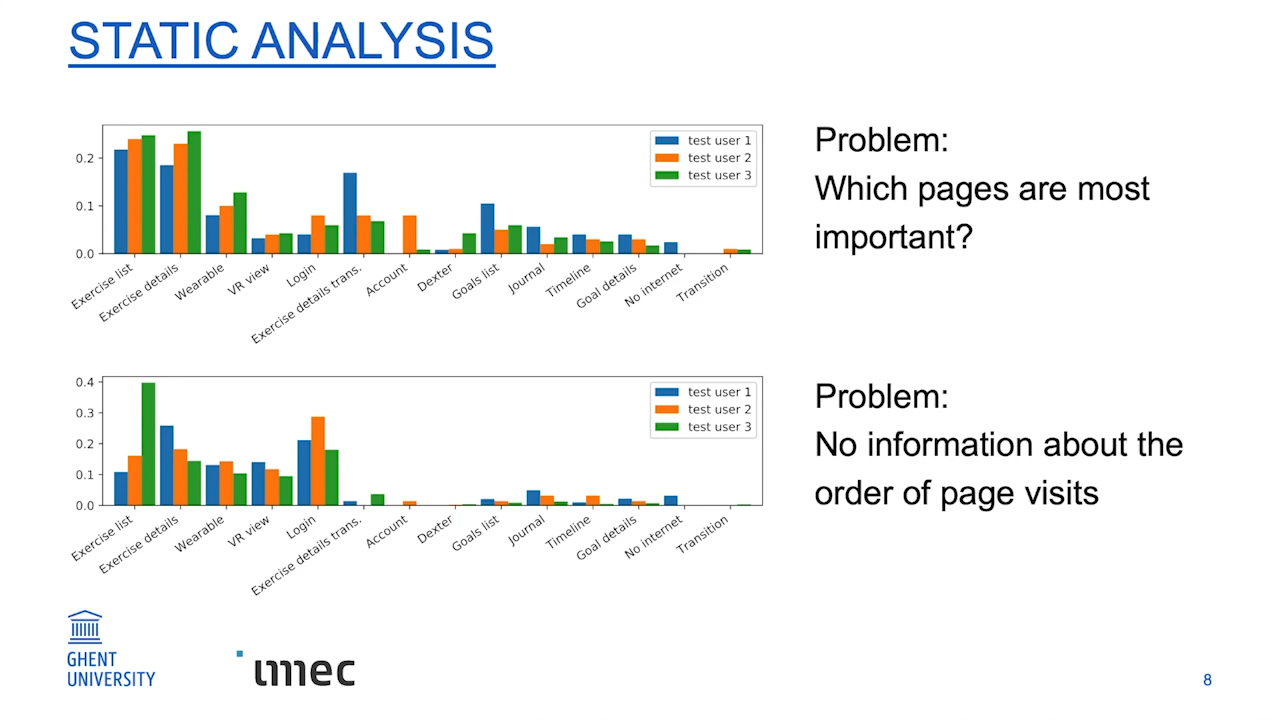 STATIC ANALYSIS
0.2
0.1
0.0
test user 1
test user 2
test user 3
Exercise list
Exercise details
Wearable
VR view
Login
Exercise details trans.
Account
Dexter
Goals list
Journal
Timeline
Goal details
No internet
Transition
Problem:
Which pages are most
important?
0.4
0.3
0.2
0.1
0.0
test user 1
test user 2
test user 3
Exercise list
Exercise details
Wearable
VR view
Login
Exercise details trans.
Account
Dexter
Goals list
Journal
Timeline
Goal details
No internet
Transition
Problem:
No information about the
order of page visits
GHENT
UNIVERSITY
imec
8